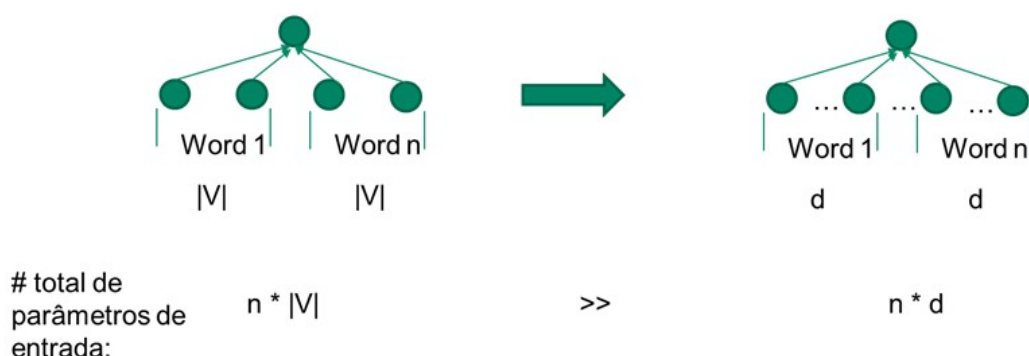 ... ... ...
Word 1 Word n Word 1 Word n
|V| |V| d d
# total de
parâmetros de n * |V| >> n * d
entrada: